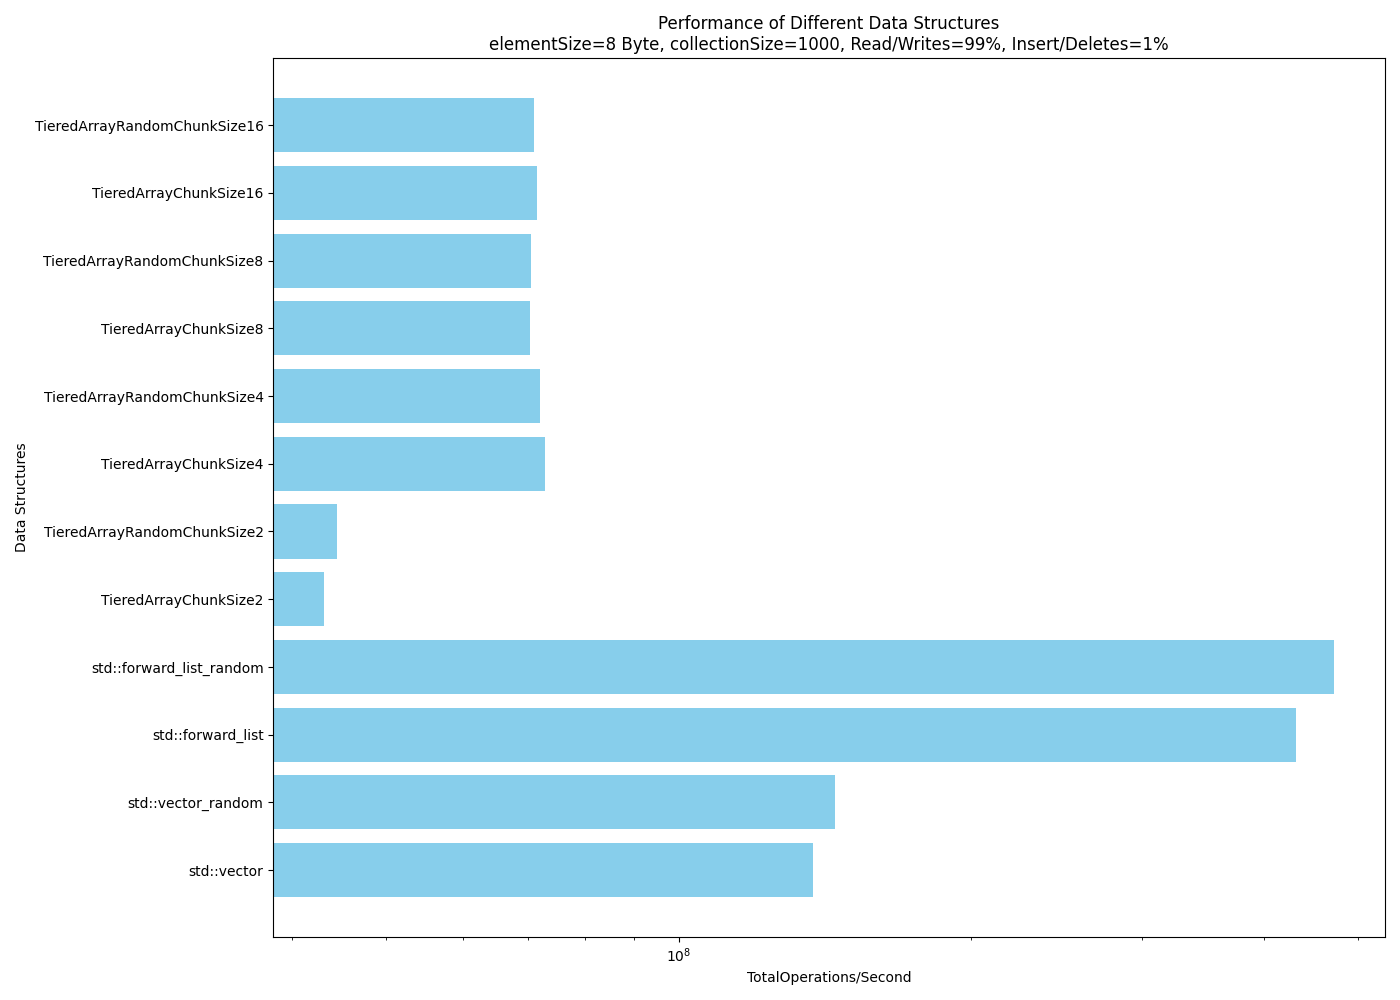 Performance of Different Data Structures
elementSize=8 Byte, collectionSize=1000, Read/Writes=99%, Insert/Deletes=1%
TieredArrayRandomChunkSize16
TieredArrayChunkSize16
TieredArrayRandomChunkSize8
TieredArrayChunkSize8
TieredArrayRandomChunkSize4
TieredArrayChunkSize4
TieredArrayRandomChunkSize2
TieredArrayChunkSize2
std::forward_list_random
std::forward_list
std::vector_random
std::vector
Data Structures
10⁸
TotalOperations/Second